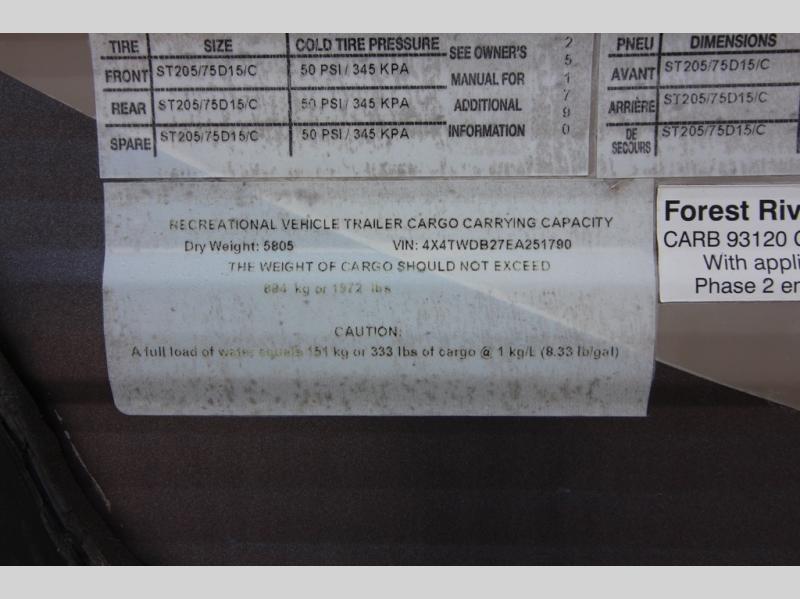 TIRE SIZE COLD TIRE PRESSURE
FRONT ST205/75D15/C 50 PSI / 345 KPA
REAR ST205/75D15/C 50 PSI / 345 KPA
SPARE ST205/75D15/C 50 PSI / 345 KPA
SEE OWNER'S
MANUAL FOR
ADDITIONAL
INFORMATION
251790
PNEU DIMENSIONS
AVANT ST205/75D15/C
ARRIÈRE ST205/75D15/C
DE SECOURS ST205/75D15/C
RECREATIONAL VEHICLE TRAILER CARGO CARRYING CAPACITY
Dry Weight: 5805 VIN: 4X4TWDB27EA251790
THE WEIGHT OF CARGO SHOULD NOT EXCEED
894 kg or 1972 lbs
CAUTION:
A full load of water equals 151 kg or 333 lbs of cargo @ 1 kg/L (8.33 lb/gal)
Forest Riv
CARB 93120
With appli
Phase 2 en